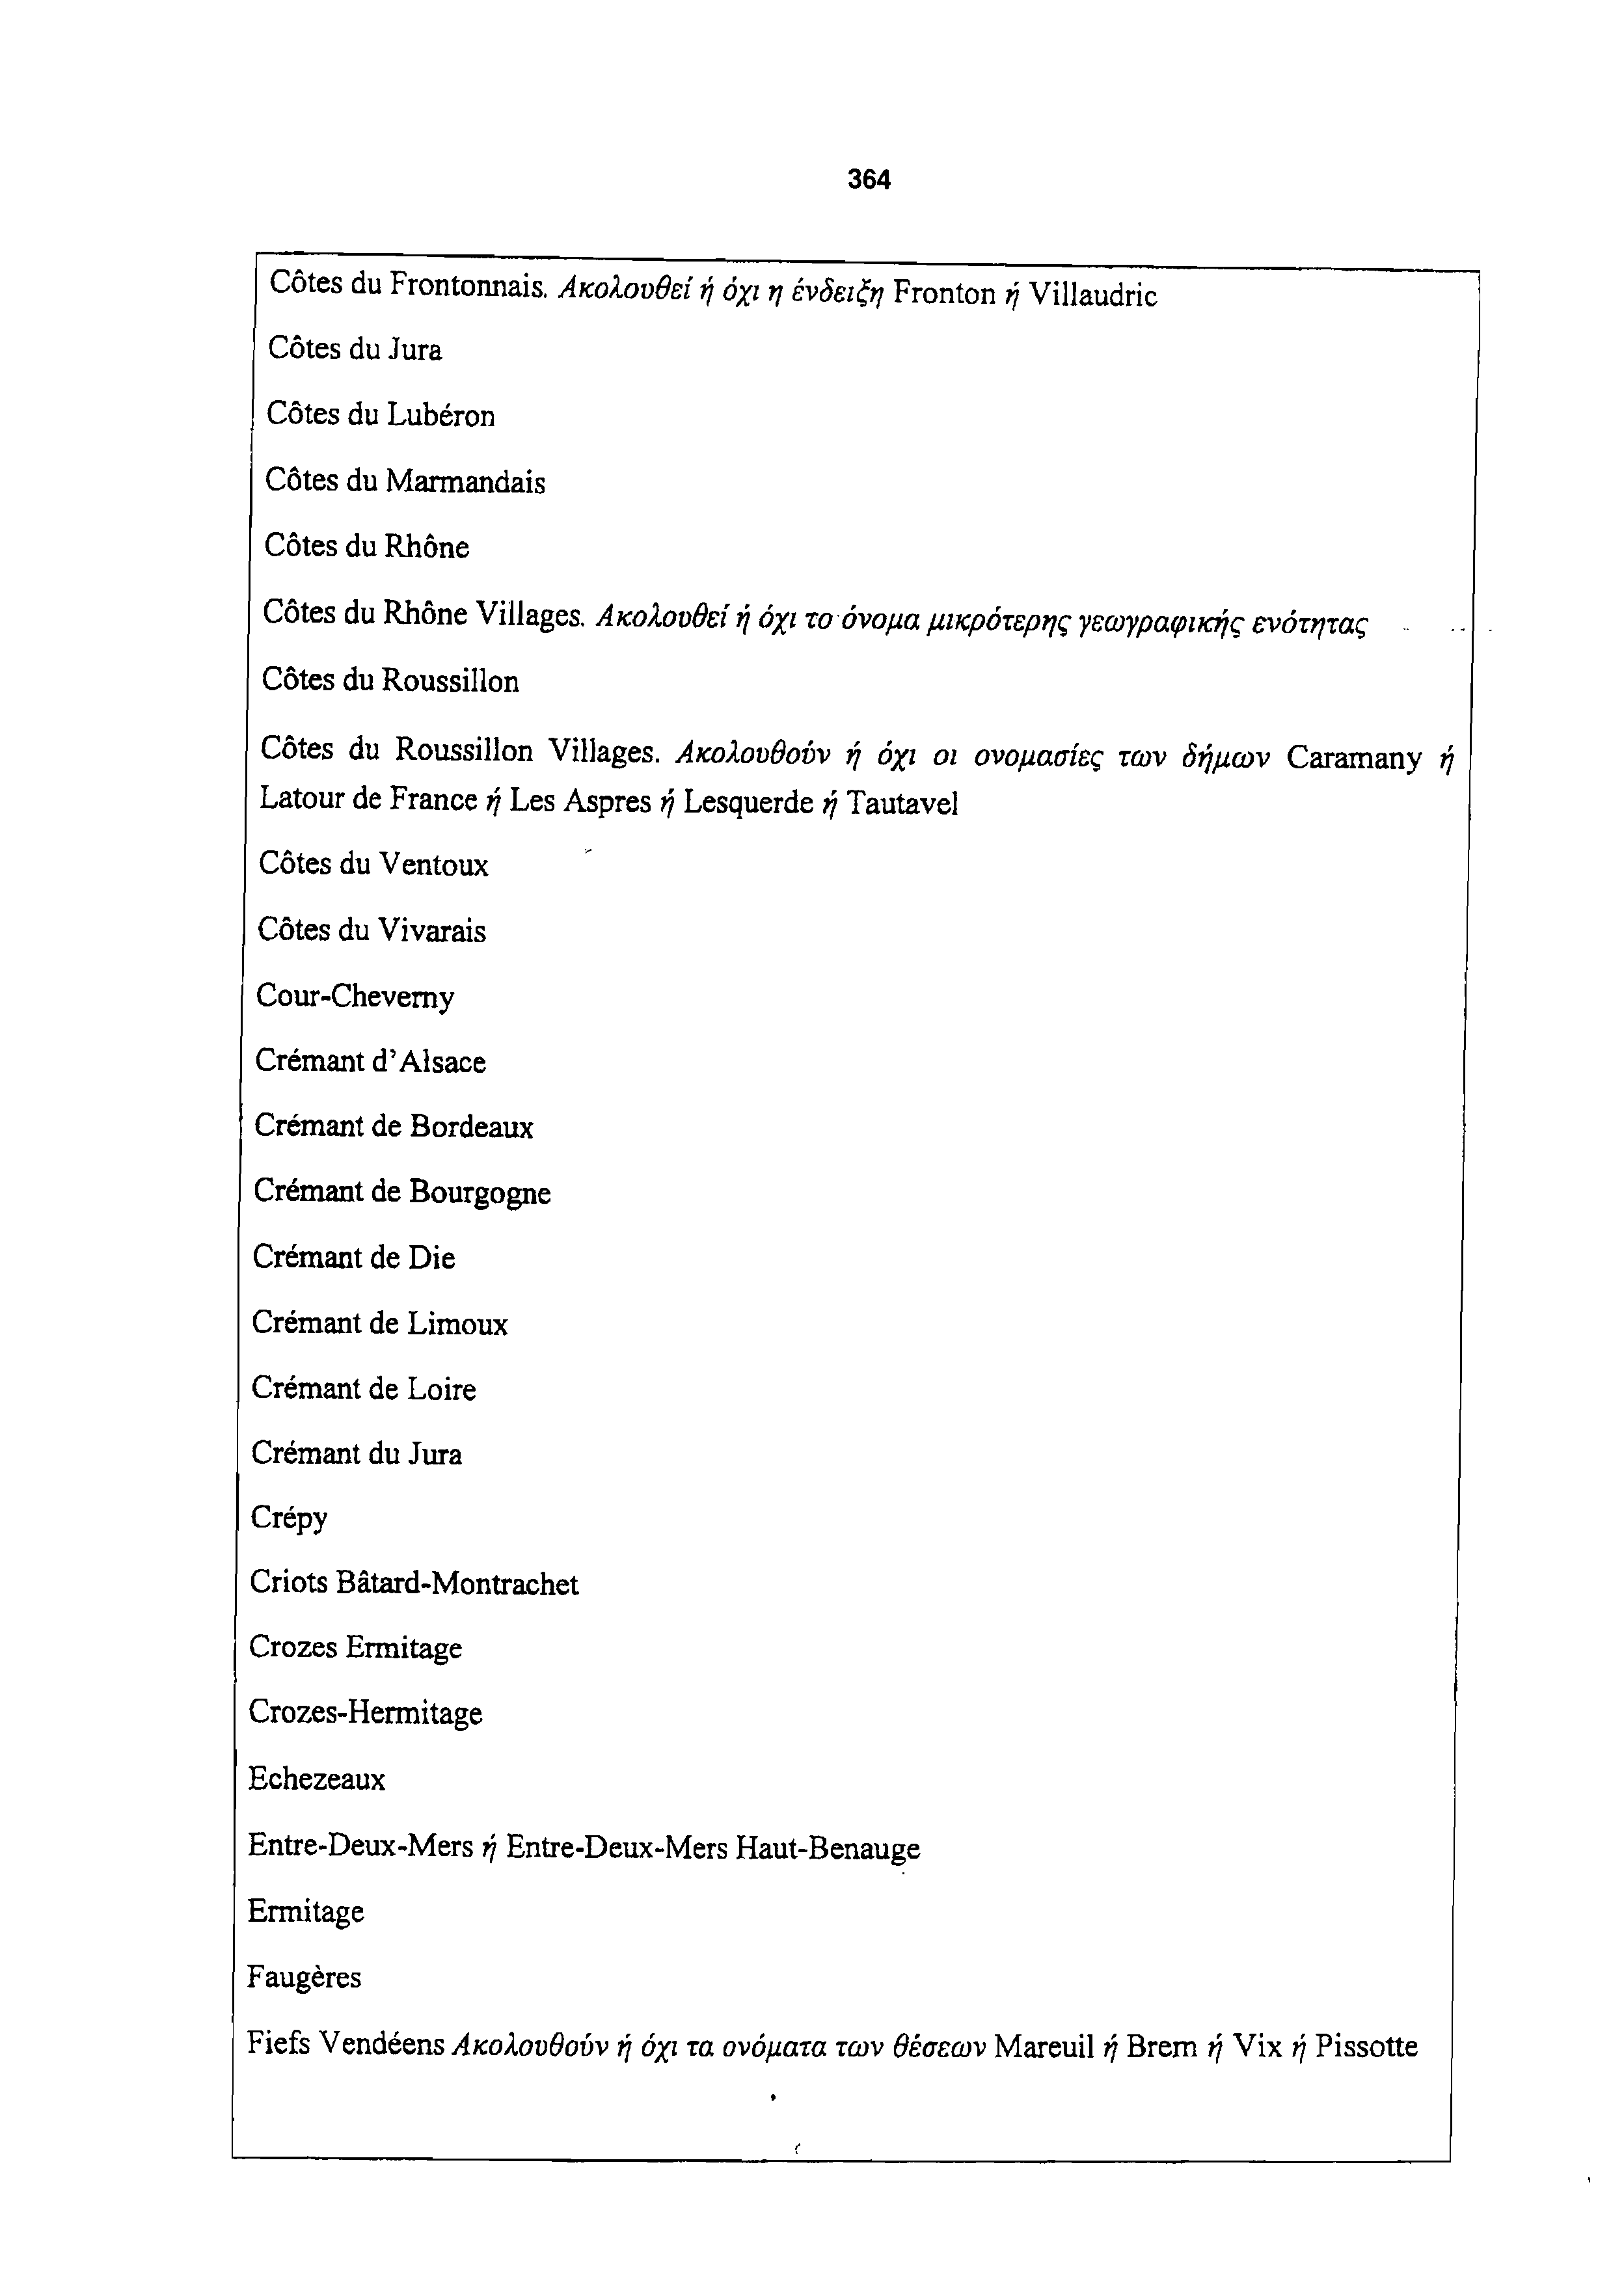 364
Côtes du Frontonnais. Ακολουθεί ή όχι η ένδειξη Fronton ή Villaudric
Côtes du Jura
Côtes du Lubéron
Côtes du Marmandais
Côtes du Rhône
Côtes du Rhône Villages. Ακολουθεί ή όχι το όνομα μικρότερης γεωγραφικής ενότητας
Côtes du Roussillon
Côtes du Roussillon Villages. Ακολουθούν ή όχι οι ονομασίες των δήμων Caramany ή
Latour de France ή Les Aspres ή Lesquerde ή Tautavel
Côtes du Ventoux
Côtes du Vivarais
Cour-Cheverny
Crémant d’Alsace
Crémant de Bordeaux
Crémant de Bourgogne
Crémant de Die
Crémant de Limoux
Crémant de Loire
Crémant du Jura
Crépy
Criots Bâtard-Montrachet
Crozes Ermitage
Crozes-Hermitage
Echezeaux
Entre-Deux-Mers ή Entre-Deux-Mers Haut-Benauge
Ermitage
Faugères
Fiefs Vendéens Ακολουθούν ή όχι τα ονόματα των θέσεων Mareuil ή Brem ή Vix ή Pissotte